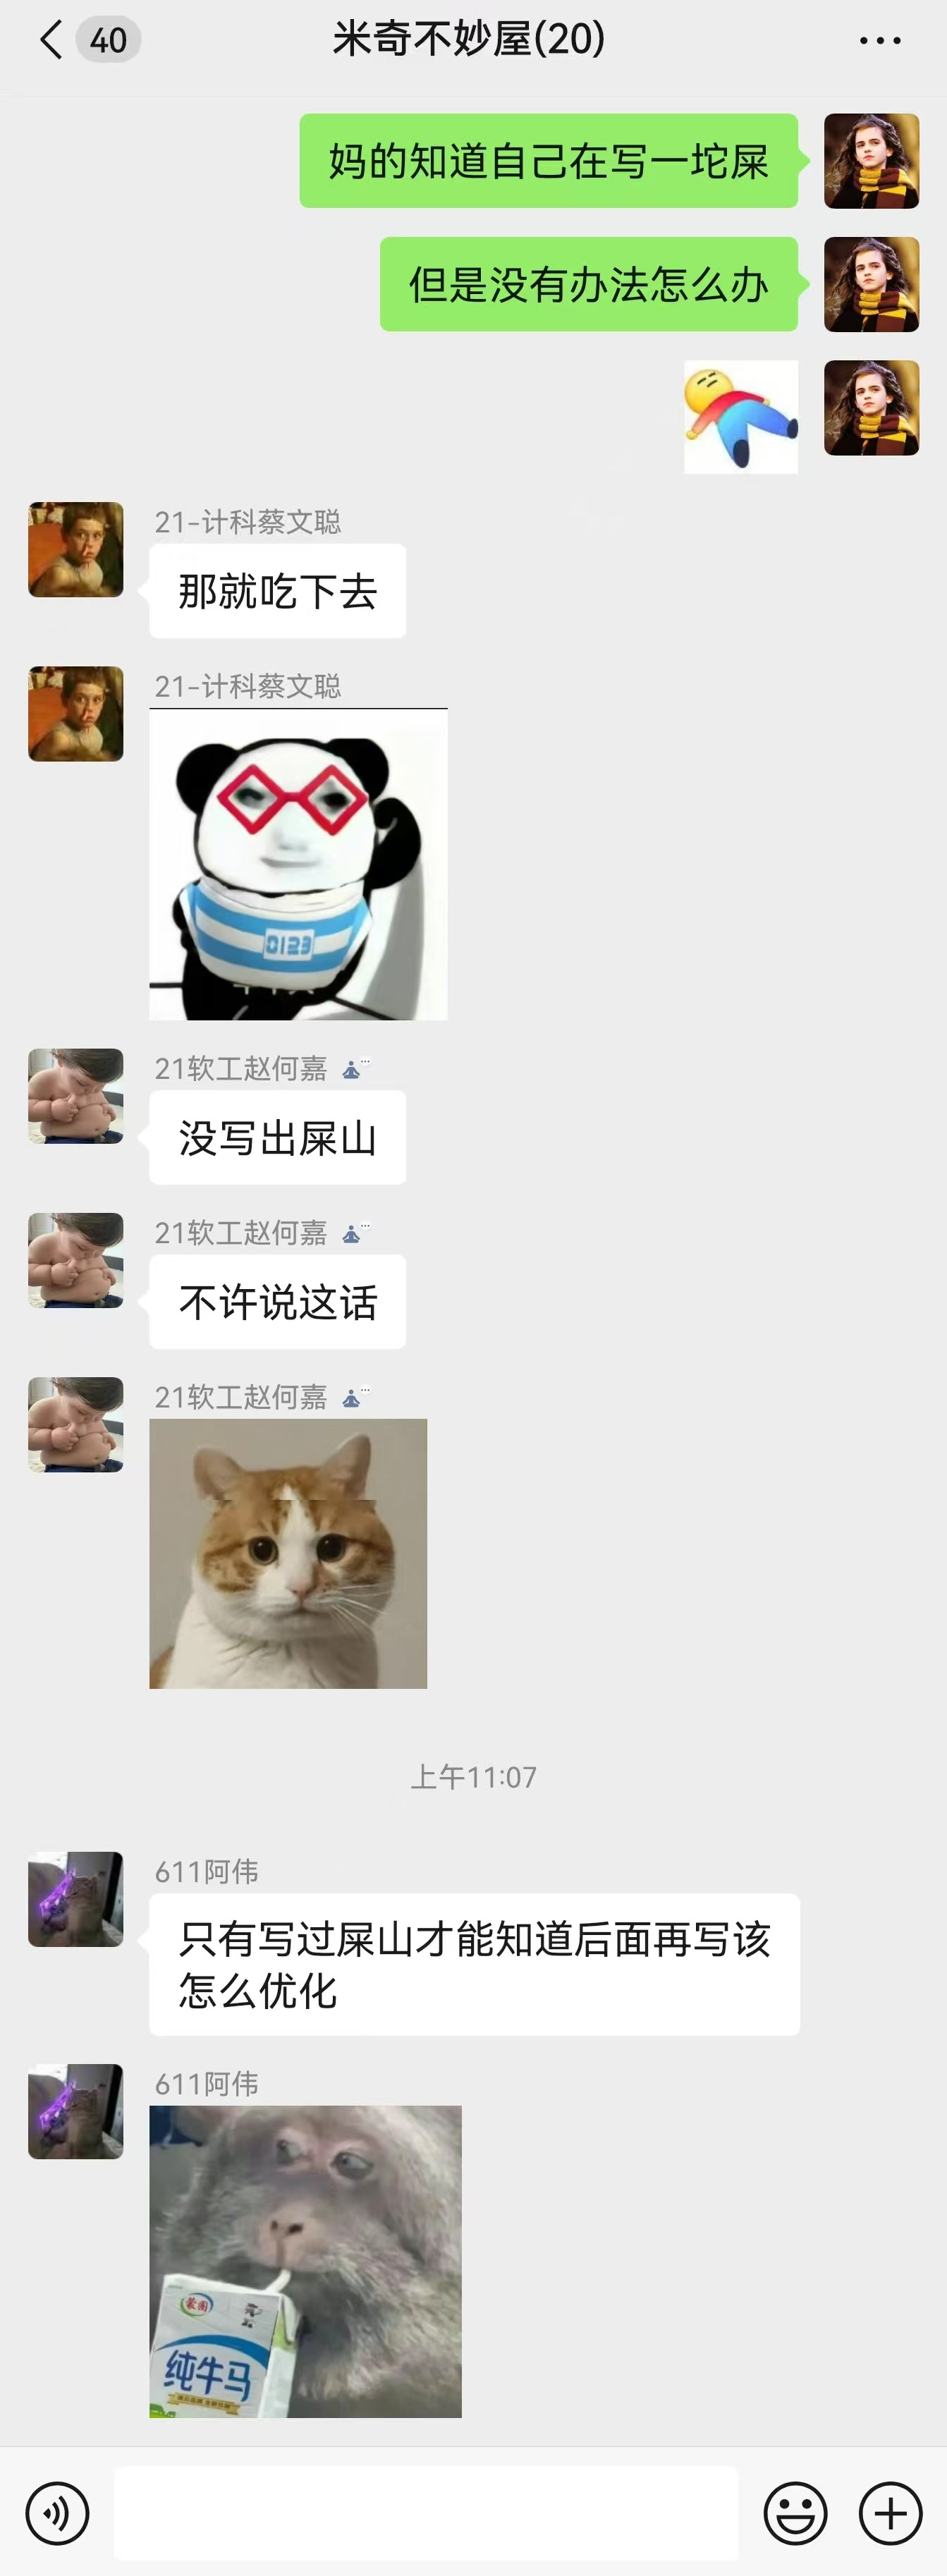 40
米奇不妙屋(20)
妈的知道自己在写一坨屎
但是没有办法怎么办
21-计科蔡文聪
那就吃下去
21-计科蔡文聪
0123
21软工赵何嘉
没写出屎山
21软工赵何嘉
不许说这话
21软工赵何嘉
上午11:07
611阿伟
只有写过屎山才能知道后面再写该
怎么优化
611阿伟
纯牛马